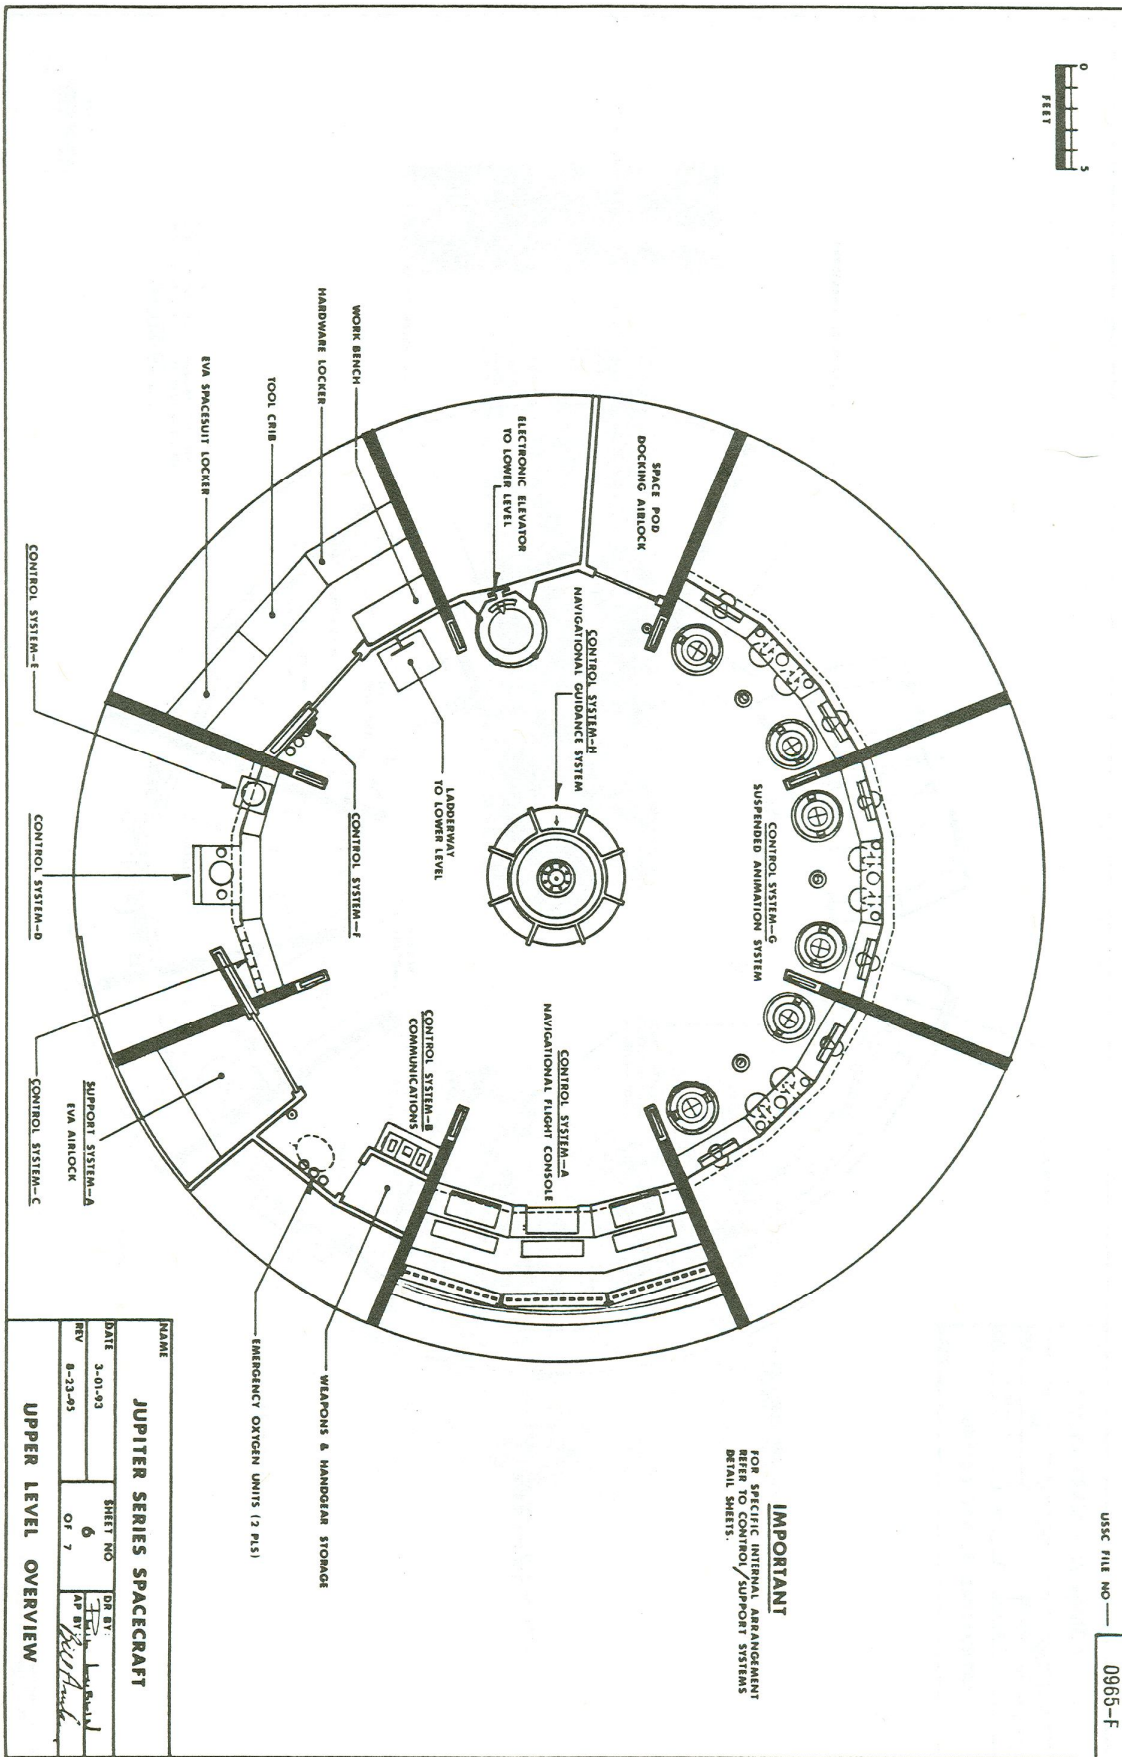 USSC FILE NO
0965-F
0
5
FEET
SPACE POD
DOCKING AIRLOCK
ELECTRONIC ELEVATOR
TO LOWER LEVEL
CONTROL SYSTEM-H
NAVIGATIONAL GUIDANCE SYSTEM
CONTROL SYSTEM-G
SUSPENDED ANIMATION SYSTEM
CONTROL SYSTEM-A
NAVIGATIONAL FLIGHT CONSOLE
IMPORTANT
FOR SPECIFIC INTERNAL ARRANGEMENT
REFER TO CONTROL/SUPPORT SYSTEMS
DETAIL SHEETS.
WORK BENCH
HARDWARE LOCKER
TOOL CRIB
EVA SPACESUIT LOCKER
LADDERWAY
TO LOWER LEVEL
CONTROL SYSTEM-F
CONTROL SYSTEM-B
COMMUNICATIONS
CONTROL SYSTEM-E
CONTROL SYSTEM-D
CONTROL SYSTEM-C
SUPPORT SYSTEM-A
EVA AIRLOCK
WEAPONS & HANDGEAR STORAGE
EMERGENCY OXYGEN UNITS (2 PLS)
NAME
JUPITER SERIES SPACECRAFT
DATE 3-01-93
SHEET NO
6
OF 7
DR BY:
REV 8-23-95
AP BY:
UPPER LEVEL OVERVIEW